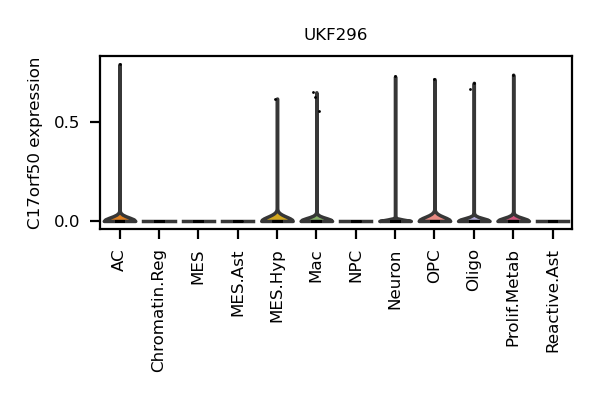 UKF296
C17orf50 expression
0.5
0.0
AC
Chromatin.Reg
MES
MES.Ast
MES.Hyp
Mac
NPC
Neuron
OPC
Oligo
Prolif.Metab
Reactive.Ast